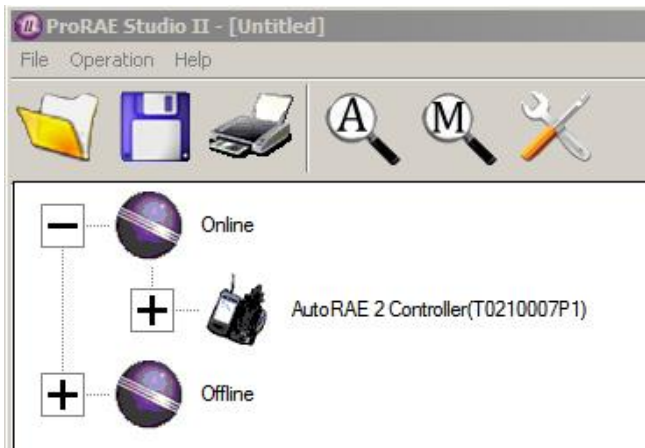 ProRAE Studio II - [Untitled]
File Operation Help
A M
Online
AutoRAE 2 Controller(T0210007P1)
Offline